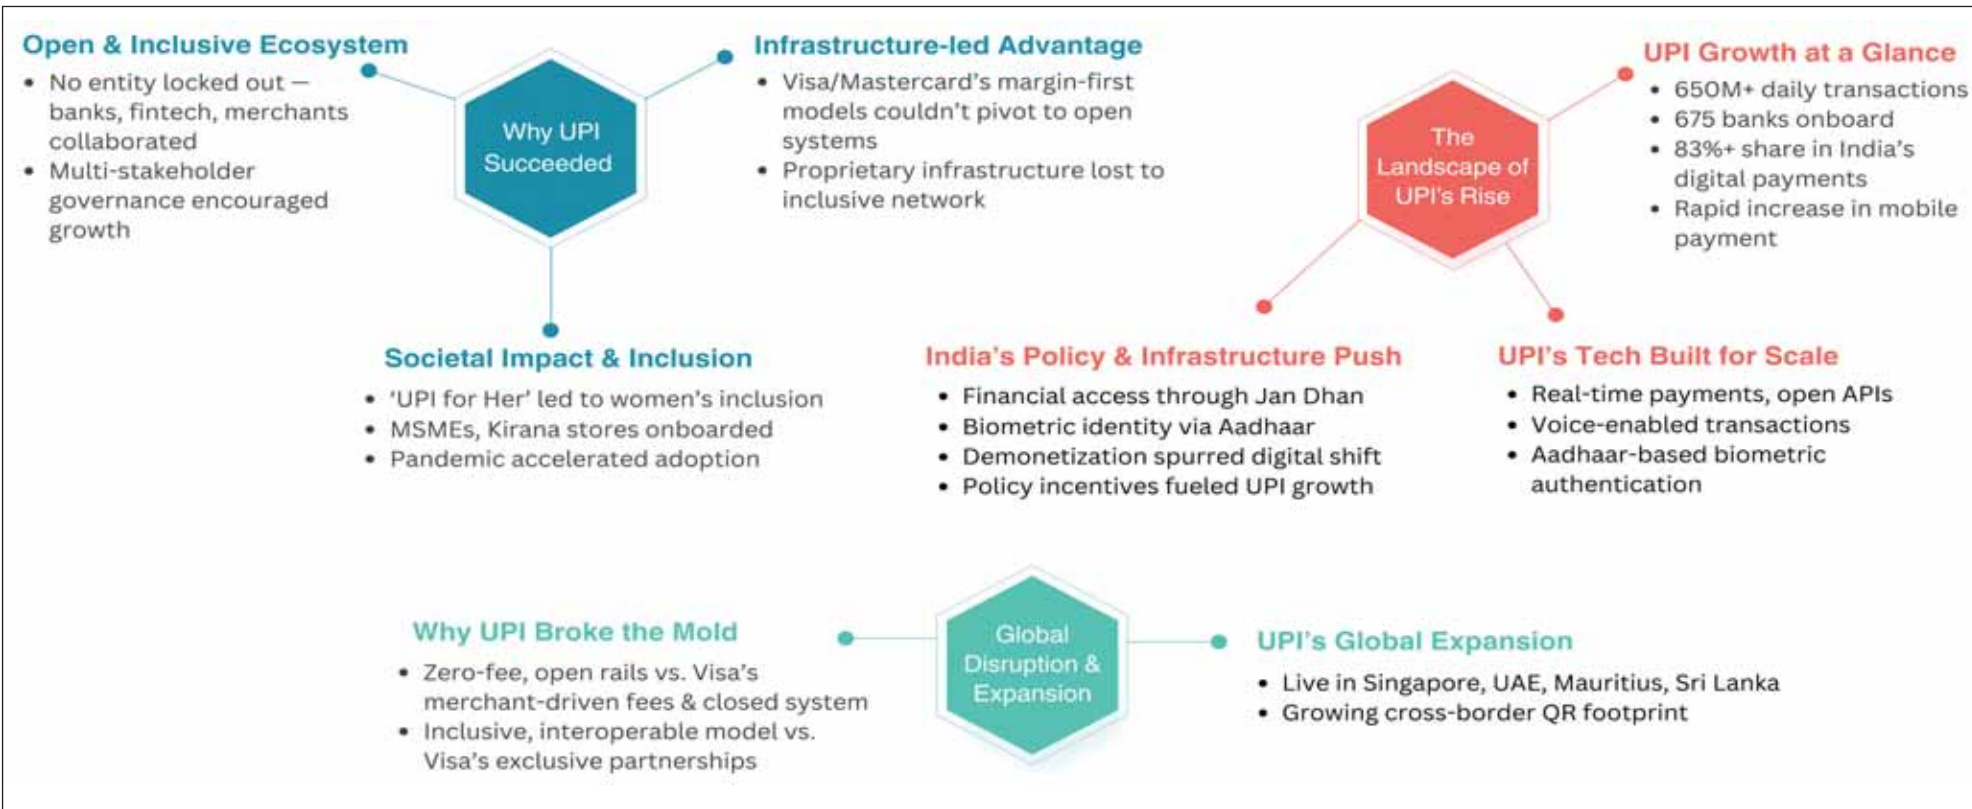 Open & Inclusive Ecosystem
• No entity locked out —
banks, fintech, merchants
collaborated
• Multi-stakeholder
governance encouraged
growth
Why UPI
Succeeded
Infrastructure-led Advantage
• Visa/Mastercard's margin-first
models couldn't pivot to open
systems
• Proprietary infrastructure lost to
inclusive network
Societal Impact & Inclusion
• ‘UPI for Her’ led to women's inclusion
• MSMEs, Kirana stores onboarded
• Pandemic accelerated adoption
The
Landscape of
UPI's Rise
UPI Growth at a Glance
• 650M+ daily transactions
• 675 banks onboard
• 83%+ share in India's
digital payments
• Rapid increase in mobile
payment
India's Policy & Infrastructure Push
• Financial access through Jan Dhan
• Biometric identity via Aadhaar
• Demonetization spurred digital shift
• Policy incentives fueled UPI growth
UPI's Tech Built for Scale
• Real-time payments, open APIs
• Voice-enabled transactions
• Aadhaar-based biometric
authentication
Why UPI Broke the Mold
• Zero-fee, open rails vs. Visa's
merchant-driven fees & closed system
• Inclusive, interoperable model vs.
Visa's exclusive partnerships
Global
Disruption &
Expansion
UPI's Global Expansion
• Live in Singapore, UAE, Mauritius, Sri Lanka
• Growing cross-border QR footprint